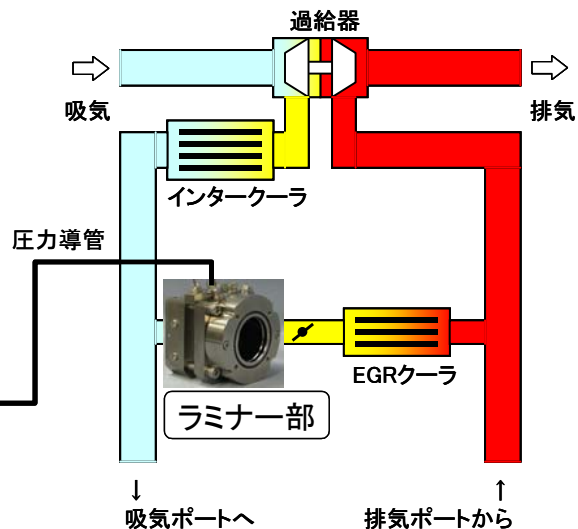 過給器
吸気
排気
インタークーラ
圧力導管
EGRクーラ
ラミナー部
↓
↑
吸気ポートへ
排気ポートから